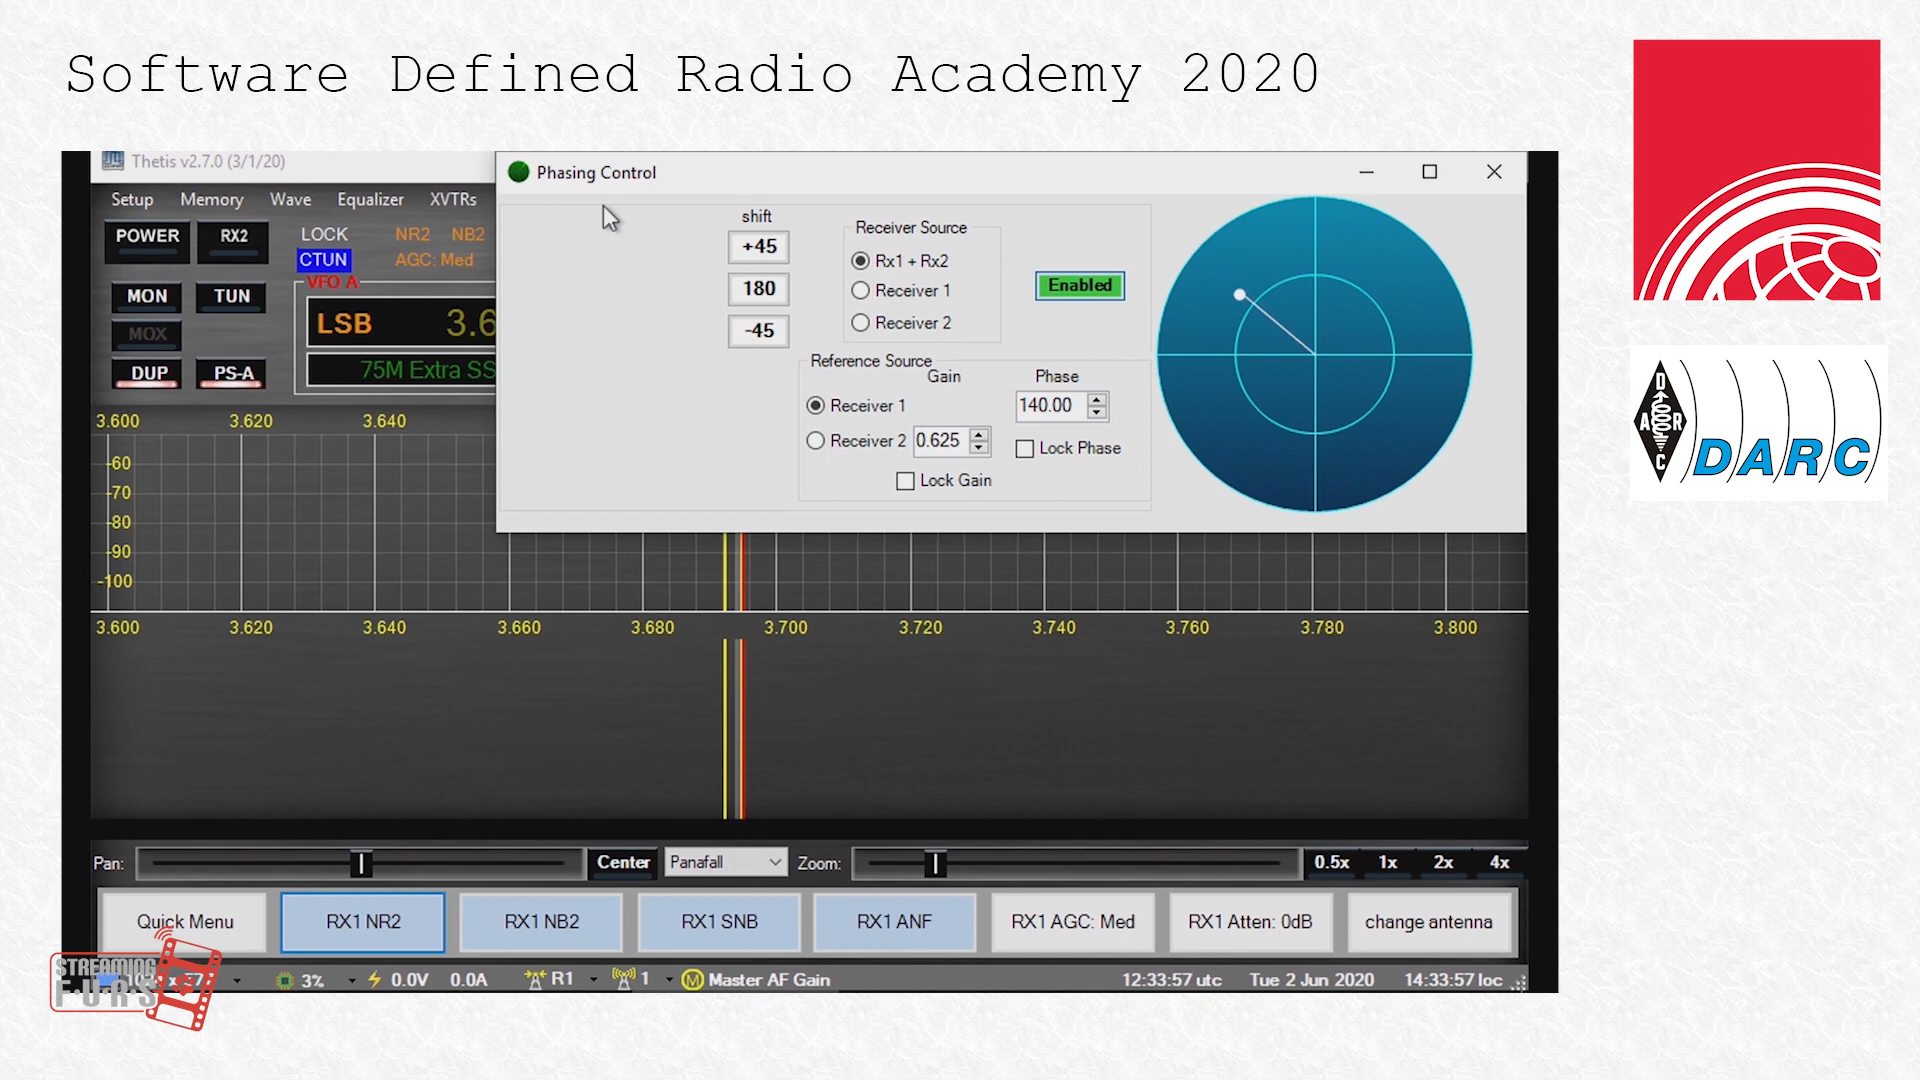 Software Defined Radio Academy 2020
Thetis v2.7.0 (3/1/20)
Phasing Control
Setup Memory Wave Equalizer XVTRs
POWER RX2 LOCK NR2 NB2
CTUN AGC: Med
VFO A
MON TUN
LSB 3.6
MOX
75M Extra SS
DUP PS-A
shift
+45
180
-45
Receiver Source
Rx1 + Rx2
Receiver 1
Receiver 2
Enabled
Reference Source
Gain Phase
Receiver 1 140.00
Receiver 2 0.625 Lock Phase
Lock Gain
3.600 3.620 3.640
-60
-70
-80
-90
-100
3.600 3.620 3.640 3.660 3.680 3.700 3.720 3.740 3.760 3.780 3.800
Pan: Center Panafall Zoom: 0.5x 1x 2x 4x
Quick Menu RX1 NR2 RX1 NB2 RX1 SNB RX1 ANF RX1 AGC: Med RX1 Atten: 0dB change antenna
3% 0.0V 0.0A R1 1 M Master AF Gain 12:33:57 utc Tue 2 Jun 2020 14:33:57 loc
STREAMING
F.U.R.S
D
A R
C
DARC